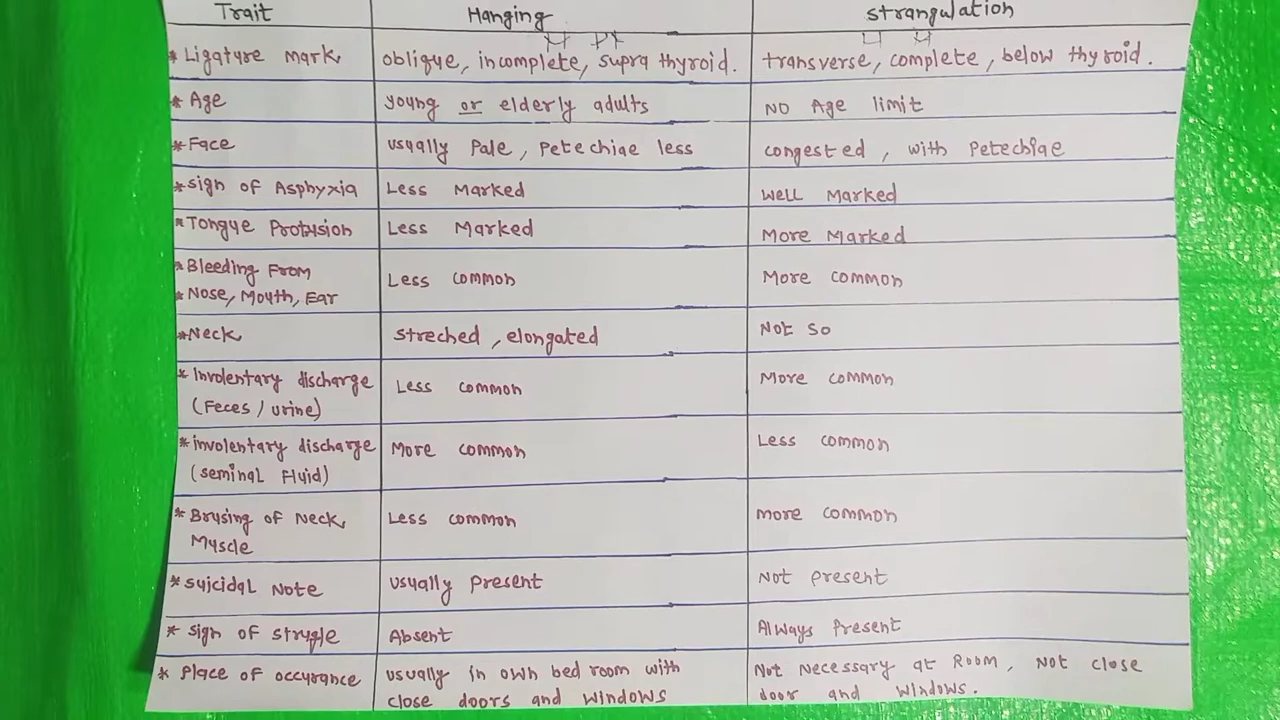 Trait Hanging strangulation
* Ligature mark oblique, incomplete, supra thyroid. transverse, complete, below thyroid.
* Age young or elderly adults NO Age limit
* Face usually Pale, Petechiae less congested, with Petechiae
* sign of Asphyxia Less Marked Well Marked
* Tongue Protrusion Less Marked More Marked
* Bleeding From
* Nose, Mouth, Ear Less common More common
* Neck streched, elongated Not so
* Involentary discharge
(Feces / urine) Less common More common
* involentary discharge
(seminal Fluid) More common Less common
* Brusing of Neck
Muscle Less common more common
* suicidal Note usually Present Not present
* sign of strugle Absent Always Present
* Place of occurance usually in own bed room with
close doors and windows Not Necessary at Room, Not close
door and windows.